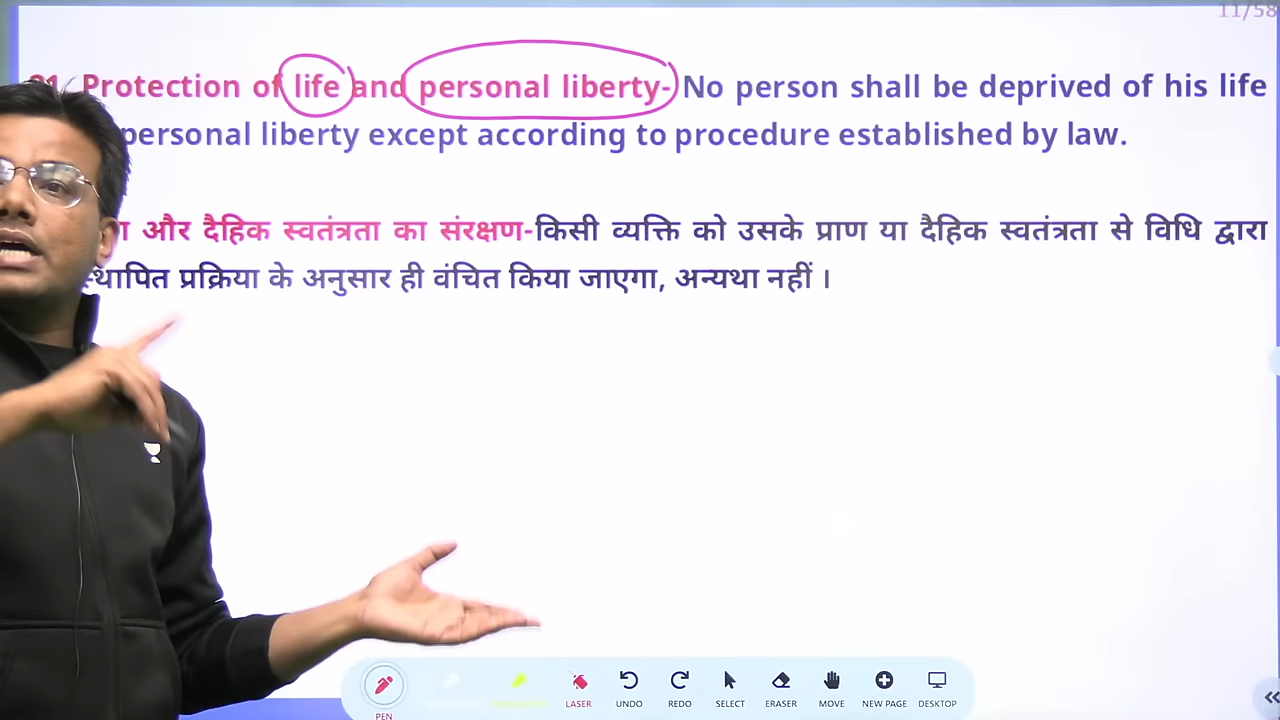 11/58
Protection of life and personal liberty- No person shall be deprived of his life
personal liberty except according to procedure established by law.
और दैहिक स्वतंत्रता का संरक्षण-किसी व्यक्ति को उसके प्राण या दैहिक स्वतंत्रता से विधि द्वारा
स्थापित प्रक्रिया के अनुसार ही वंचित किया जाएगा, अन्यथा नहीं ।
PEN LASER UNDO REDO SELECT ERASER MOVE NEW PAGE DESKTOP